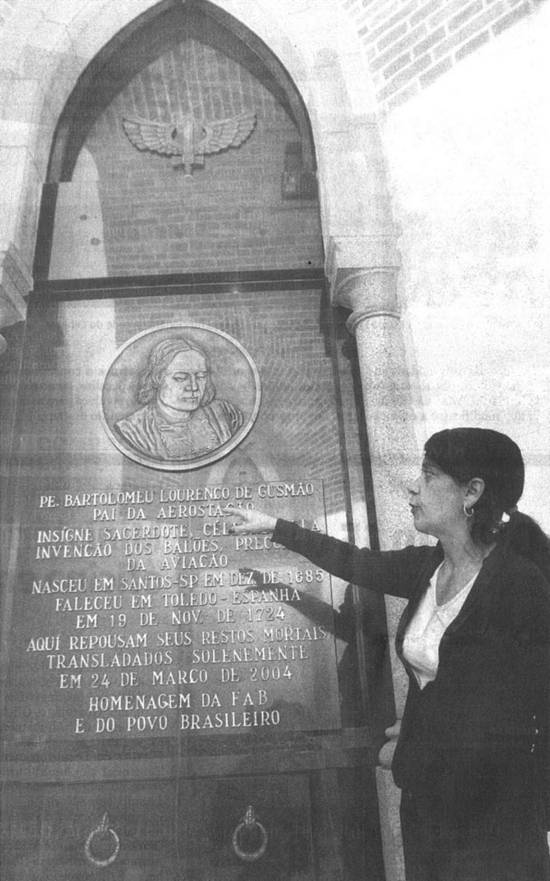 PE. BARTOLOMEU LOURENÇO DE GUSMÃO
PAI DA AEROSTAÇÃO
INSÍGNE SACERDOTE, LA
INVENÇÃO DOS BALÕES,
DA AVIAÇÃO
NASCEU EM SANTOS-SP EM DEZ. DE 1685
FALECEU EM TOLEDO - ESPANHA
EM 19 DE NOV. DE 1724
AQUI REPOUSAM SEUS RESTOS MORTAIS
TRANSLADADOS SOLENEMENTE
EM 24 DE MARÇO DE 2004
HOMENAGEM DA FAB
E DO POVO BRASILEIRO